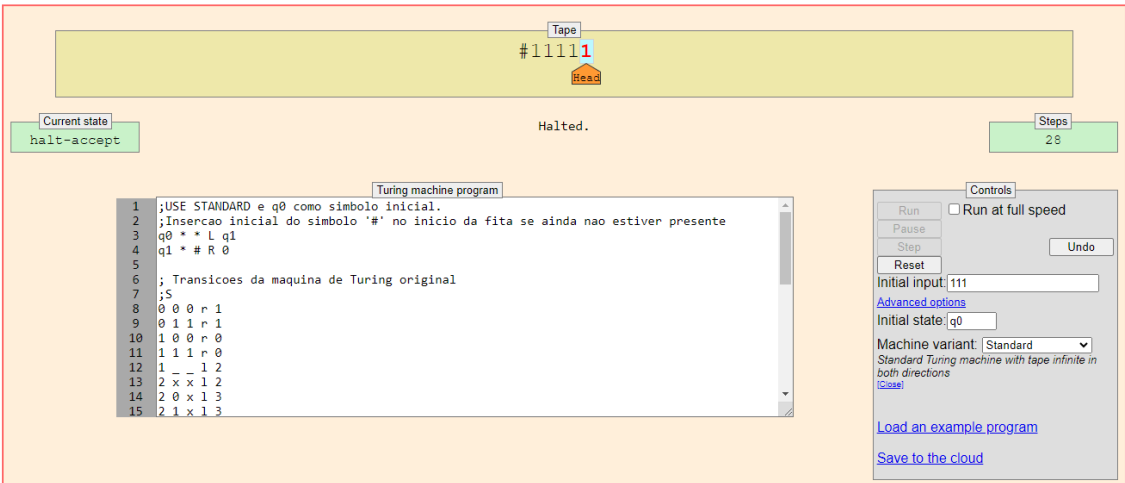 Tape
#11111
Head
Current state
halt-accept
Halted.
Steps
28
Turing machine program
1 ;USE STANDARD e q0 como simbolo inicial.
2 ;Insercao inicial do simbolo '#' no inicio da fita se ainda nao estiver presente
3 q0 * * L q1
4 q1 * # R 0
5
6 ; Transicoes da maquina de Turing original
7 ;S
8 0 0 0 r 1
9 0 1 1 r 1
10 1 0 0 r 0
11 1 1 1 r 0
12 1 _ _ l 2
13 2 x x l 2
14 2 0 x l 3
15 2 1 x l 3
Controls
Run
Run at full speed
Pause
Step
Undo
Reset
Initial input: 111
Advanced options
Initial state: q0
Machine variant: Standard
Standard Turing machine with tape infinite in
both directions
[Close]
Load an example program
Save to the cloud